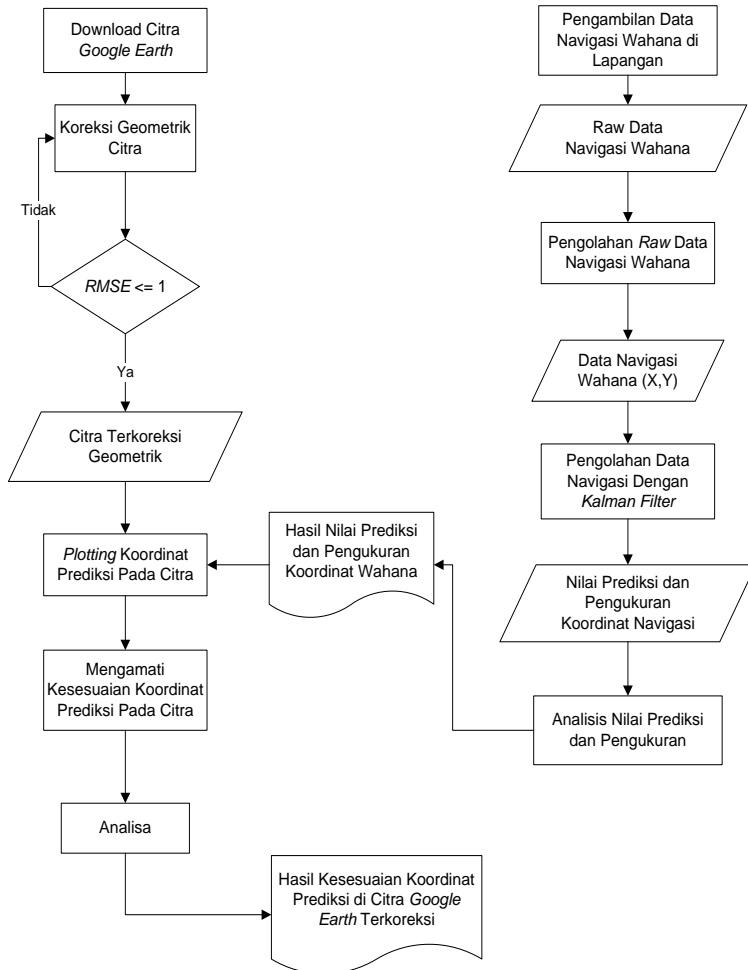 Download Citra
Google Earth
Koreksi Geometrik
Citra
Tidak
RMSE <= 1
Ya
Citra Terkoreksi
Geometrik
Plotting Koordinat
Prediksi Pada Citra
Mengamati
Kesesuaian Koordinat
Prediksi Pada Citra
Analisa
Hasil Kesesuaian Koordinat
Prediksi di Citra Google
Earth Terkoreksi
Hasil Nilai Prediksi
dan Pengukuran
Koordinat Wahana
Pengambilan Data
Navigasi Wahana di
Lapangan
Raw Data
Navigasi Wahana
Pengolahan Raw Data
Navigasi Wahana
Data Navigasi
Wahana (X,Y)
Pengolahan Data
Navigasi Dengan
Kalman Filter
Nilai Prediksi dan
Pengukuran
Koordinat Navigasi
Analisis Nilai Prediksi
dan Pengukuran